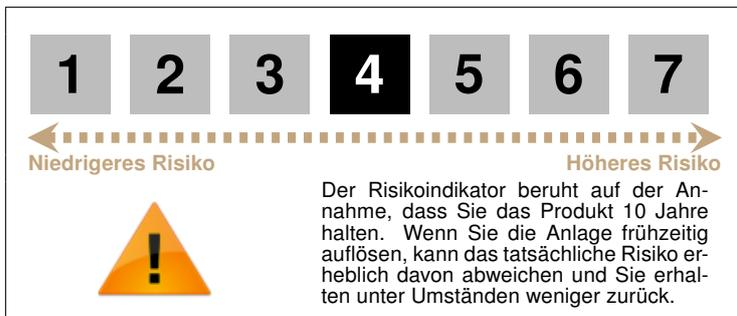 1 2 3 4 5 6 7
Niedrigeres Risiko Höheres Risiko
!
Der Risikoindikator beruht auf der An-
nahme, dass Sie das Produkt 10 Jahre
halten. Wenn Sie die Anlage frühzeitig
auflösen, kann das tatsächliche Risiko er-
heblich davon abweichen und Sie erhal-
ten unter Umständen weniger zurück.